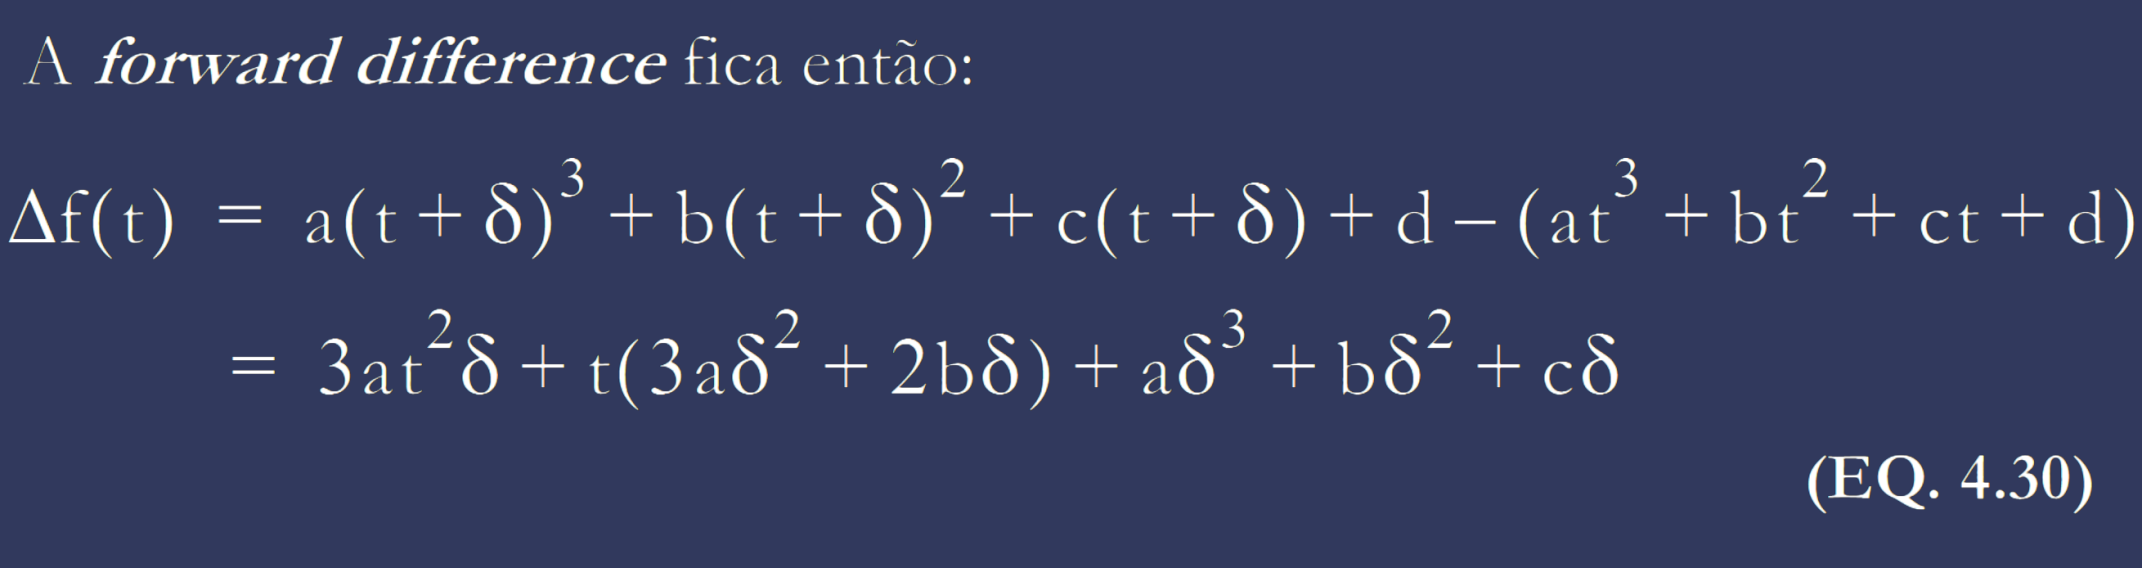 A forward difference fica então:
Δf(t) = a(t + δ)³ + b(t + δ)² + c(t + δ) + d − (at³ + bt² + ct + d)
= 3at²δ + t(3aδ² + 2bδ) + aδ³ + bδ² + cδ
(EQ. 4.30)